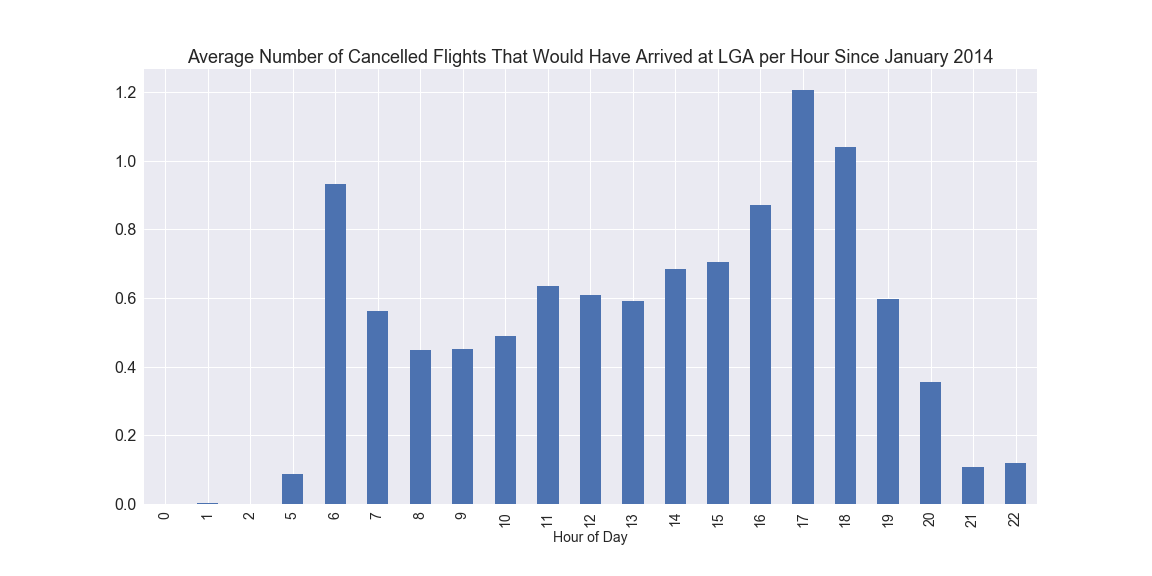 Average Number of Cancelled Flights That Would Have Arrived at LGA per Hour Since January 2014
1.2
1.0
0.8
0.6
0.4
0.2
0.0
0 1 2 5 6 7 8 9 10 11 12 13 14 15 16 17 18 19 20 21 22
Hour of Day